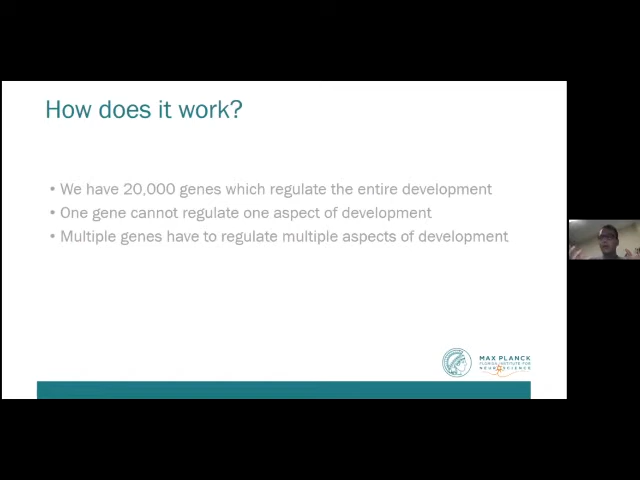 How does it work?
• We have 20,000 genes which regulate the entire development
• One gene cannot regulate one aspect of development
• Multiple genes have to regulate multiple aspects of development
MAX PLANCK
FLORIDA INSTITUTE FOR
NEUROSCIENCE